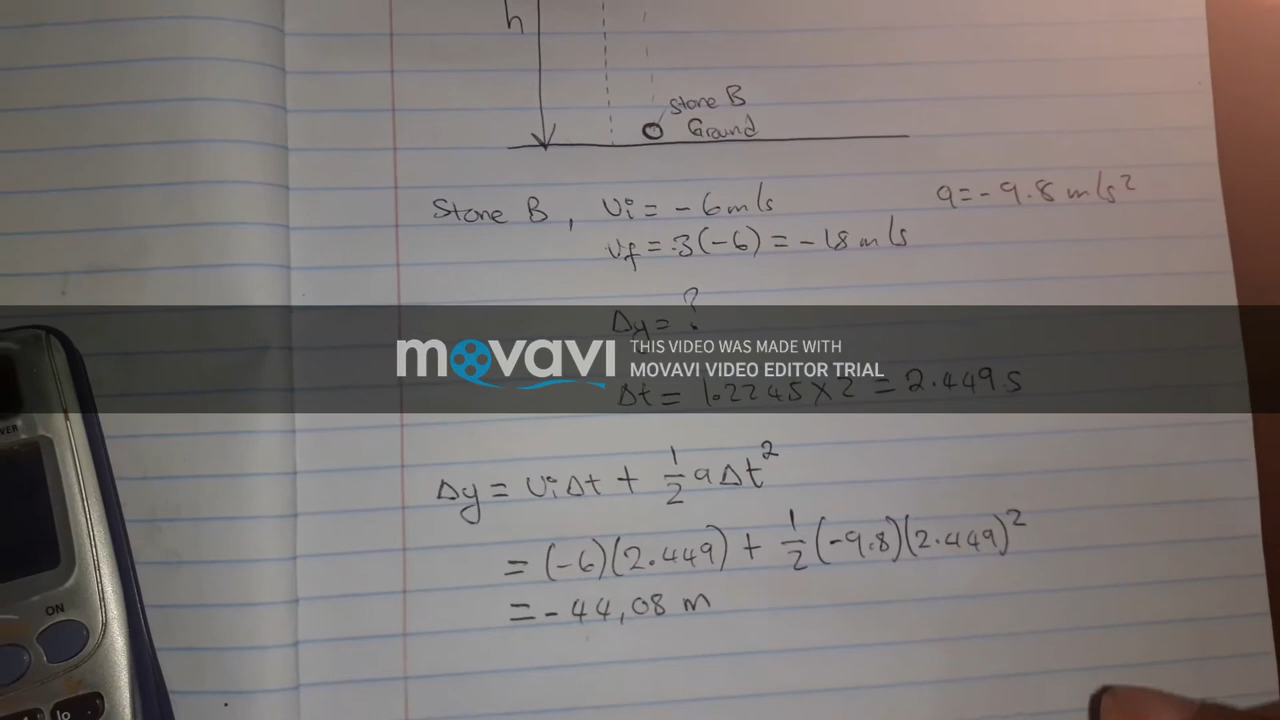 h
Stone B
Ground
Stone B, Vi = -6m/s
a = -9.8 m/s²
Vf = 3(-6) = -18 m/s
Δy = ?
movavi
THIS VIDEO WAS MADE WITH
MOVAVI VIDEO EDITOR TRIAL
Δt = 1.2245 X 2 = 2.449 s
Δy = ViΔt + 1/2 aΔt²
= (-6)(2.449) + 1/2 (-9.8)(2.449)²
= -44,08 m
ON